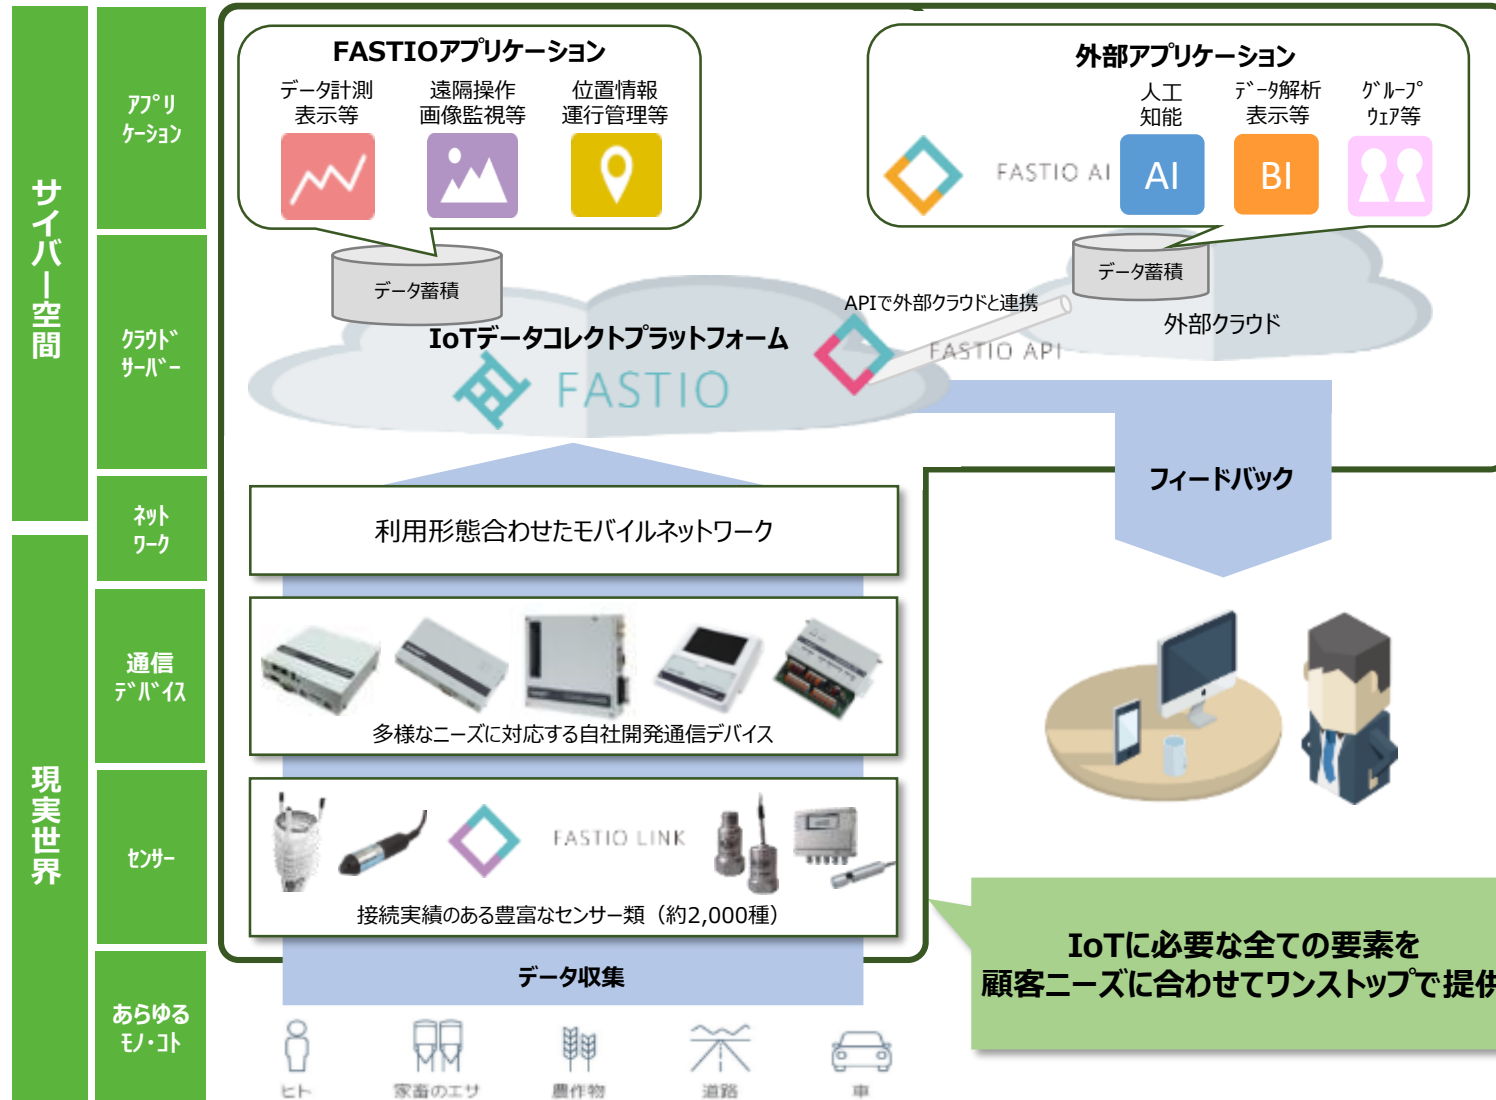 サイバー空間
現実世界
ｱﾌﾟﾘ
ｹｰｼｮﾝ
ｸﾗｳﾄﾞ
ｻｰﾊﾞｰ
ﾈｯﾄ
ﾜｰｸ
通信
ﾃﾞﾊﾞｲｽ
ｾﾝｻｰ
あらゆる
ﾓﾉ・ｺﾄ
FASTIOアプリケーション
データ計測
表示等
遠隔操作
画像監視等
位置情報
運行管理等
外部アプリケーション
FASTIO AI
人工
知能
AI
ﾃﾞｰﾀ解析
表示等
BI
ｸﾞﾙｰﾌﾟ
ｳｪｱ等
データ蓄積
データ蓄積
IoTデータコレクトプラットフォーム
FASTIO
APIで外部クラウドと連携
FASTIO API
外部クラウド
フィードバック
利用形態合わせたモバイルネットワーク
多様なニーズに対応する自社開発通信デバイス
FASTIO LINK
接続実績のある豊富なセンサー類（約2,000種）
データ収集
IoTに必要な全ての要素を
顧客ニーズに合わせてワンストップで提供
ヒト
家畜のエサ
農作物
道路
車